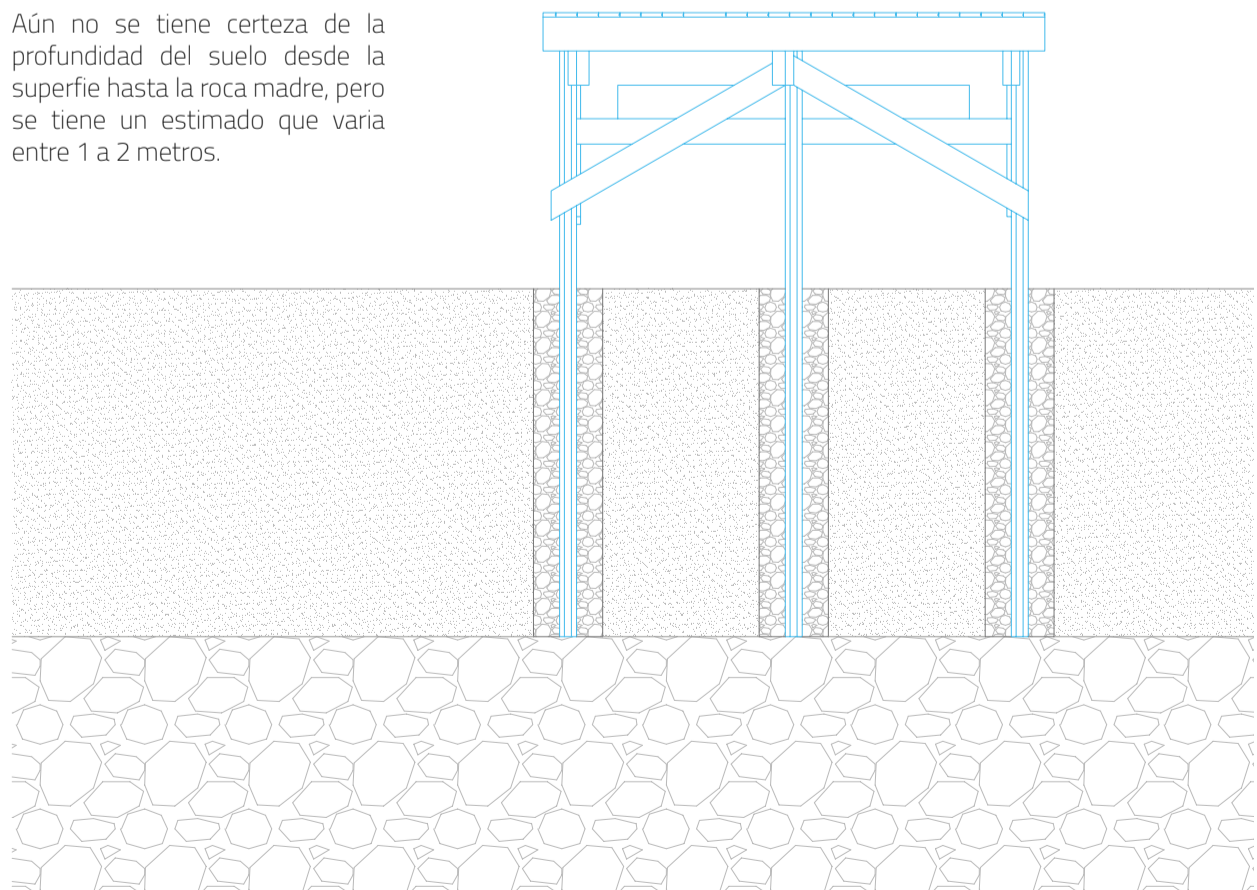 Aún no se tiene certeza de la
profundidad del suelo desde la
superfie hasta la roca madre, pero
se tiene un estimado que varia
entre 1 a 2 metros.